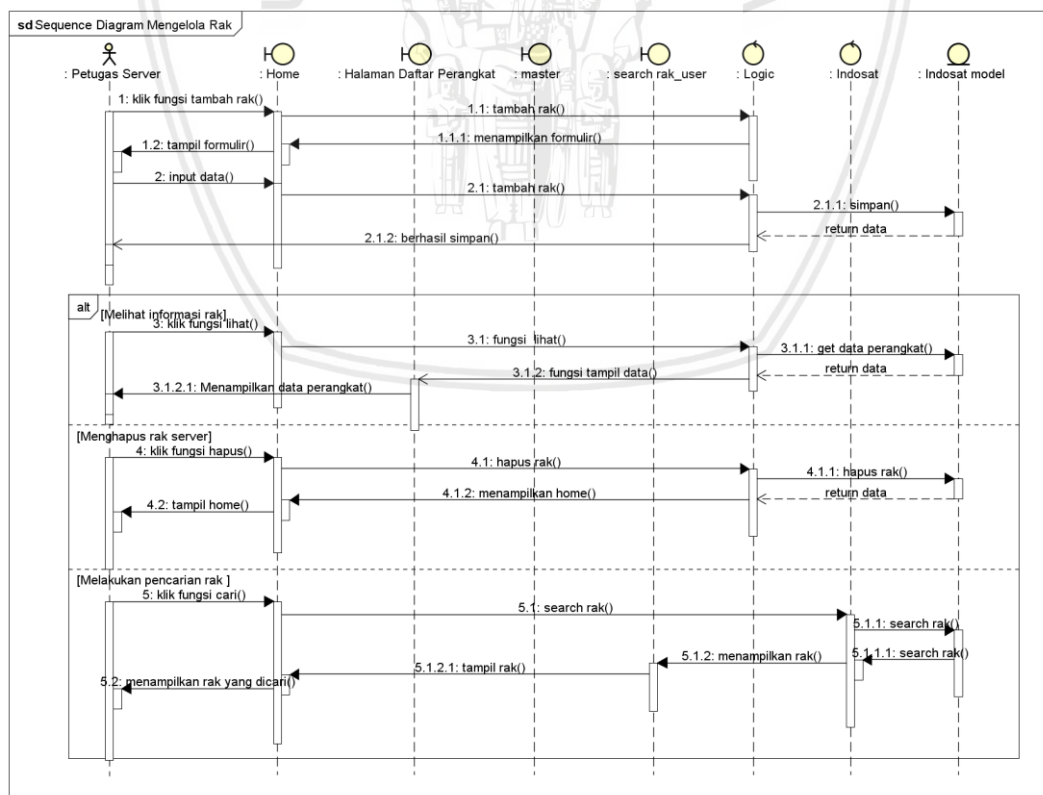 sd Sequence Diagram Mengelola Rak
: Petugas Server
: Home
: Halaman Daftar Perangkat
: master
: search rak_user
: Logic
: Indosat
: Indosat model
1: klik fungsi tambah rak()
1.1: tambah rak()
1.1.1: menampilkan formulir()
1.2: tampil formulir()
2: input data()
2.1: tambah rak()
2.1.1: simpan()
return data
2.1.2: berhasil simpan()
alt
[Melihat informasi rak]
3: klik fungsi lihat()
3.1: fungsi lihat()
3.1.1: get data perangkat()
return data
3.1.2: fungsi tampil data()
3.1.2.1: Menampilkan data perangkat()
[Menghapus rak server]
4: klik fungsi hapus()
4.1: hapus rak()
4.1.1: hapus rak()
return data
4.1.2: menampilkan home()
4.2: tampil home()
[Melakukan pencarian rak ]
5: klik fungsi cari()
5.1: search rak()
5.1.1: search rak()
5.1.1.1: search rak()
5.1.2: menampilkan rak()
5.1.2.1: tampil rak()
5.2: menampilkan rak yang dicari()